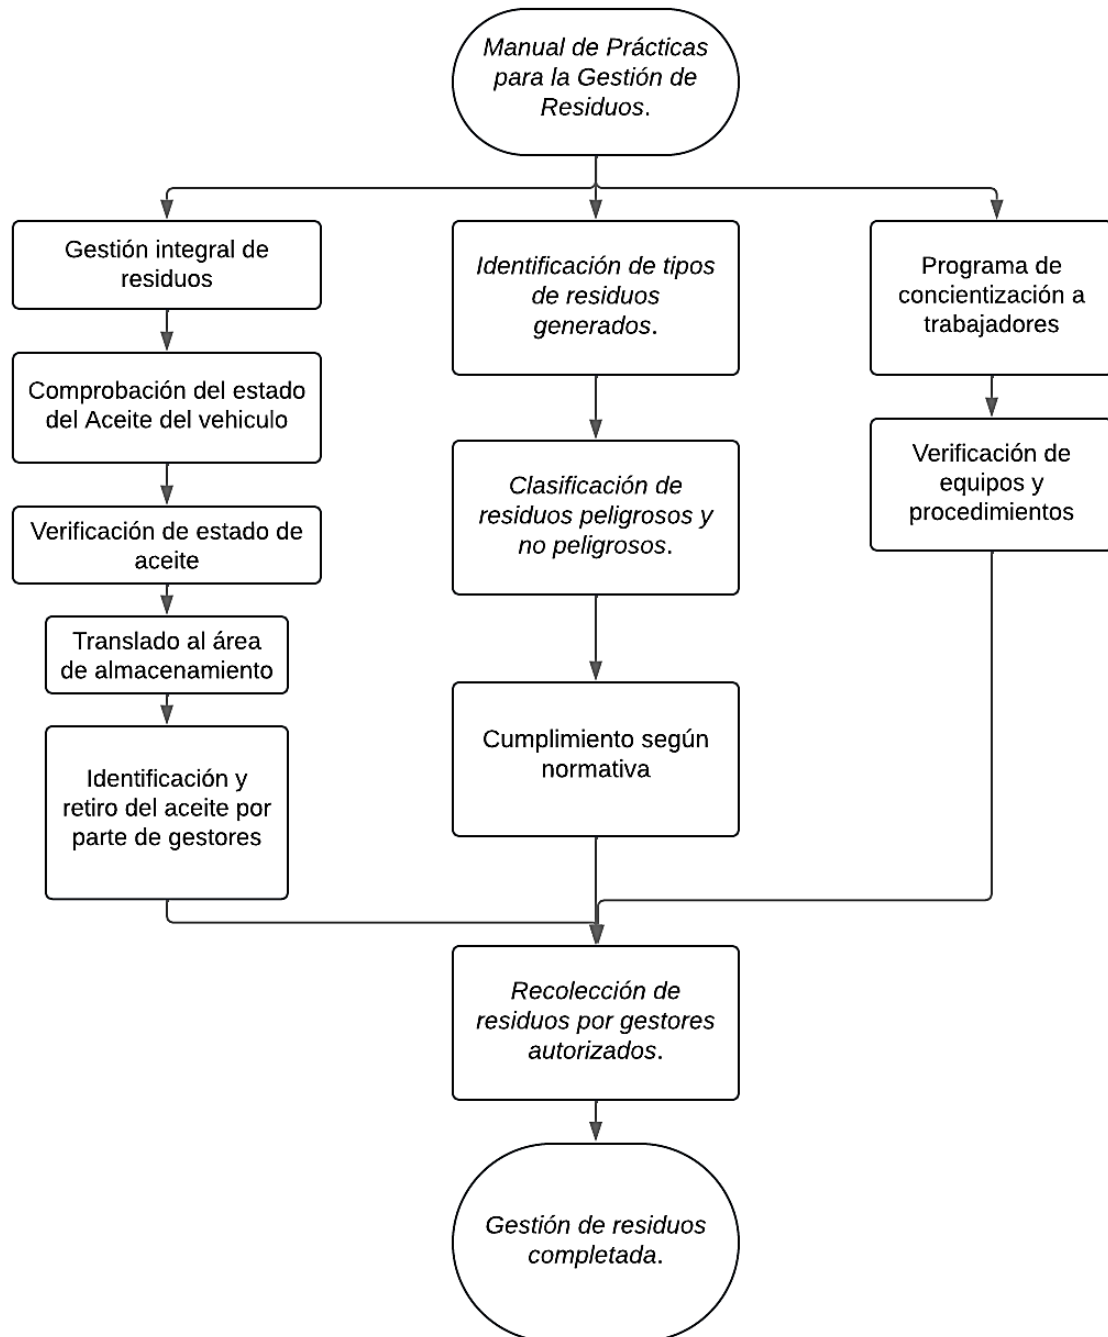 Manual de Prácticas
para la Gestión de
Residuos.
Gestión integral de
residuos
Comprobación del estado
del Aceite del vehiculo
Verificación de estado de
aceite
Translado al área
de almacenamiento
Identificación y
retiro del aceite por
parte de gestores
Identificación de tipos
de residuos
generados.
Clasificación de
residuos peligrosos y
no peligrosos.
Cumplimiento según
normativa
Programa de
concientización a
trabajadores
Verificación de
equipos y
procedimientos
Recolección de
residuos por gestores
autorizados.
Gestión de residuos
completada.